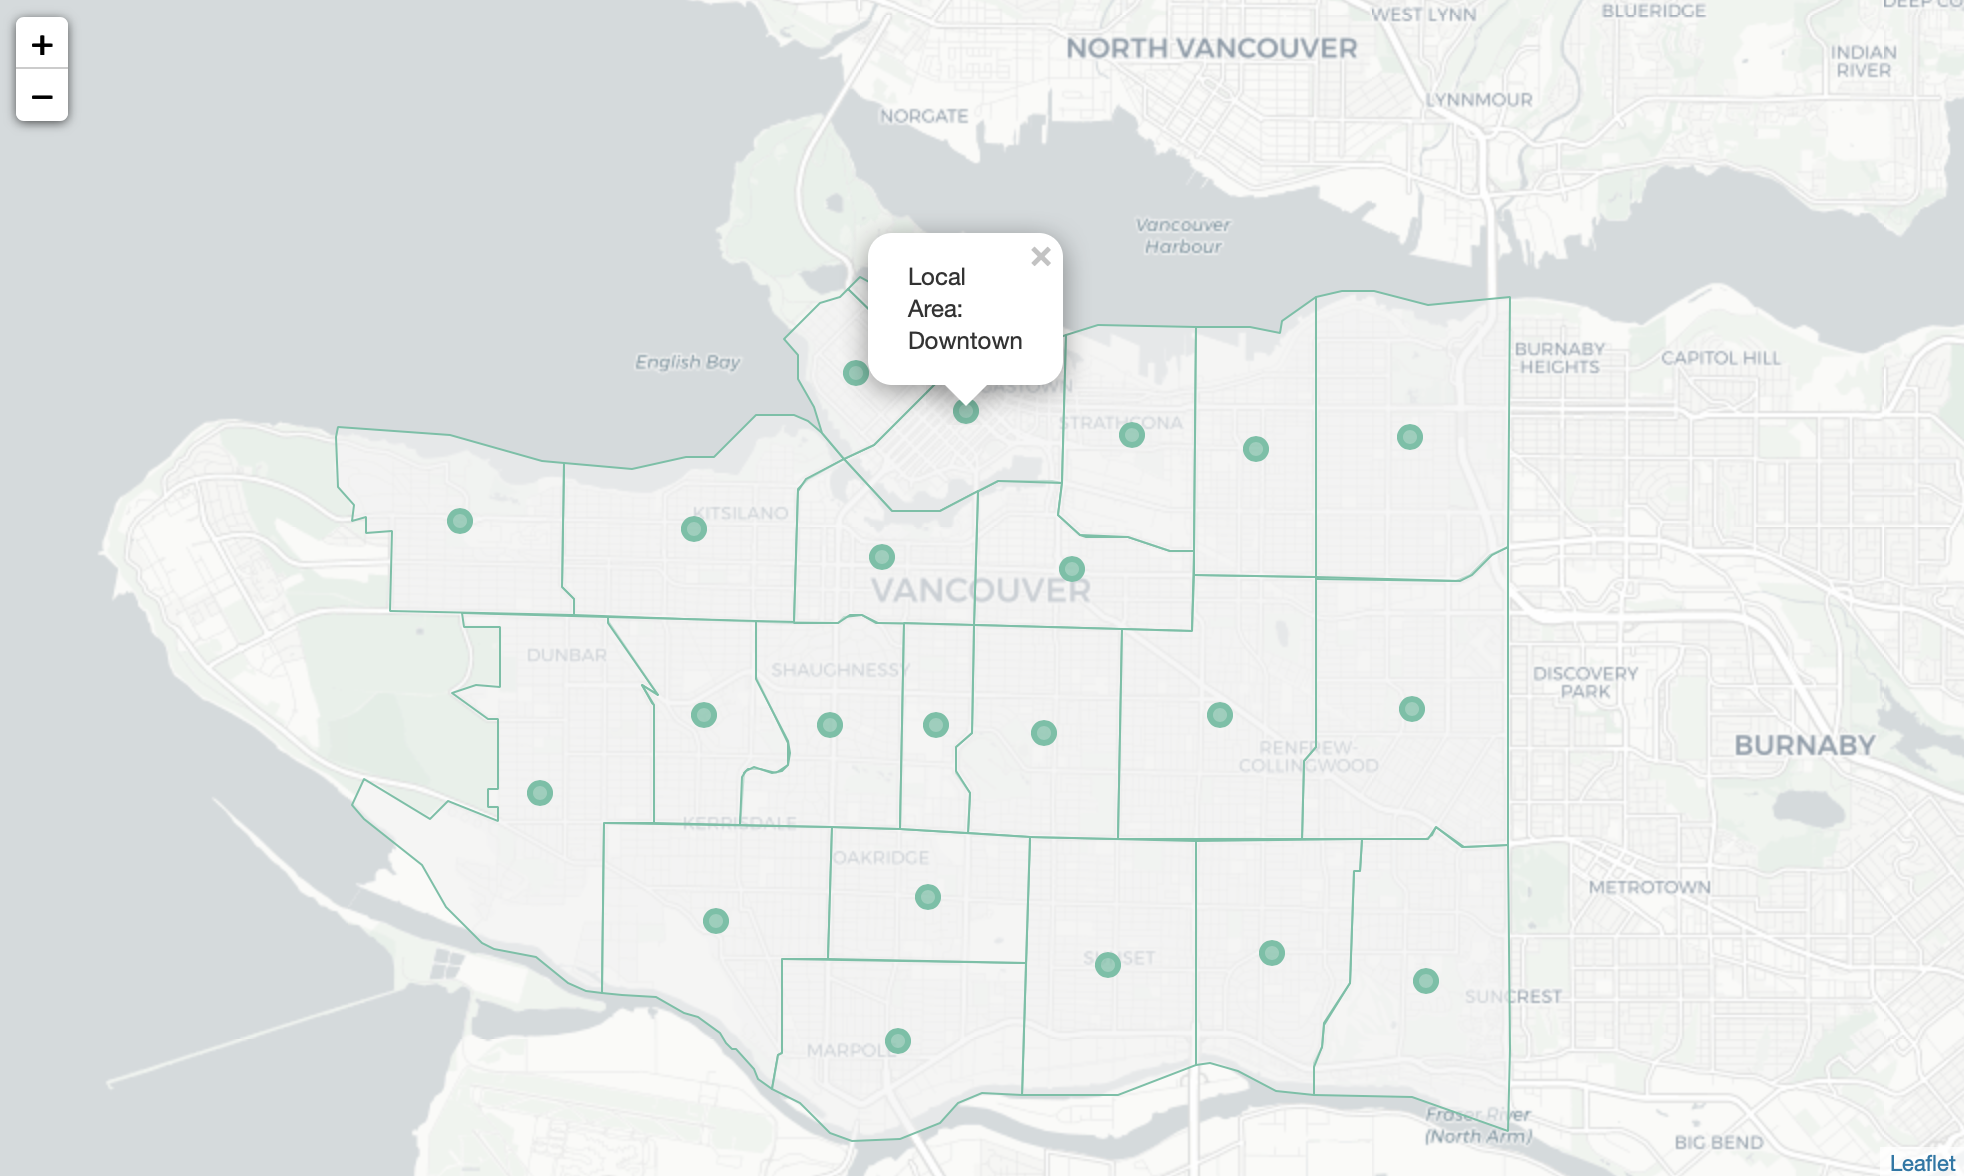 +
−
WEST LYNN
BLUERIDGE
NORTH VANCOUVER
INDIAN
RIVER
LYNNMOUR
NORGATE
Vancouver
Harbour
×
Local
Area:
Downtown
English Bay
BURNABY
HEIGHTS
CAPITOL HILL
STRATHCONA
KITSILANO
VANCOUVER
DUNBAR
SHAUGHNESSY
DISCOVERY
PARK
RENFREW-
COLLINGWOOD
BURNABY
KERRISDALE
OAKRIDGE
METROTOWN
SUNSET
SUNCREST
MARPOLE
Fraser River
(North Arm)
BIG BEND
Leaflet